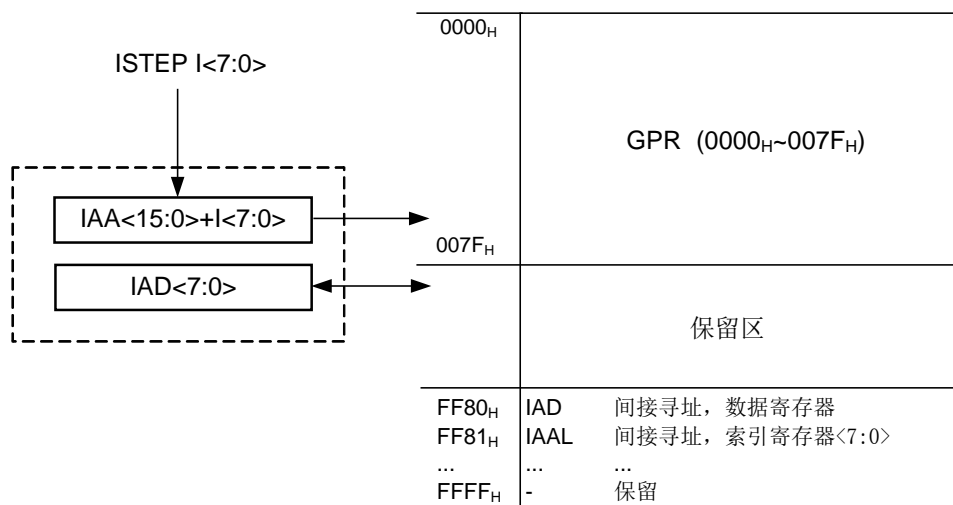 0000H
ISTEP I<7:0>
GPR (0000H~007FH)
IAA<15:0>+I<7:0>
007FH
IAD<7:0>
保留区
FF80H IAD 间接寻址，数据寄存器
FF81H IAAL 间接寻址，索引寄存器<7:0>
... ... ...
FFFFH - 保留